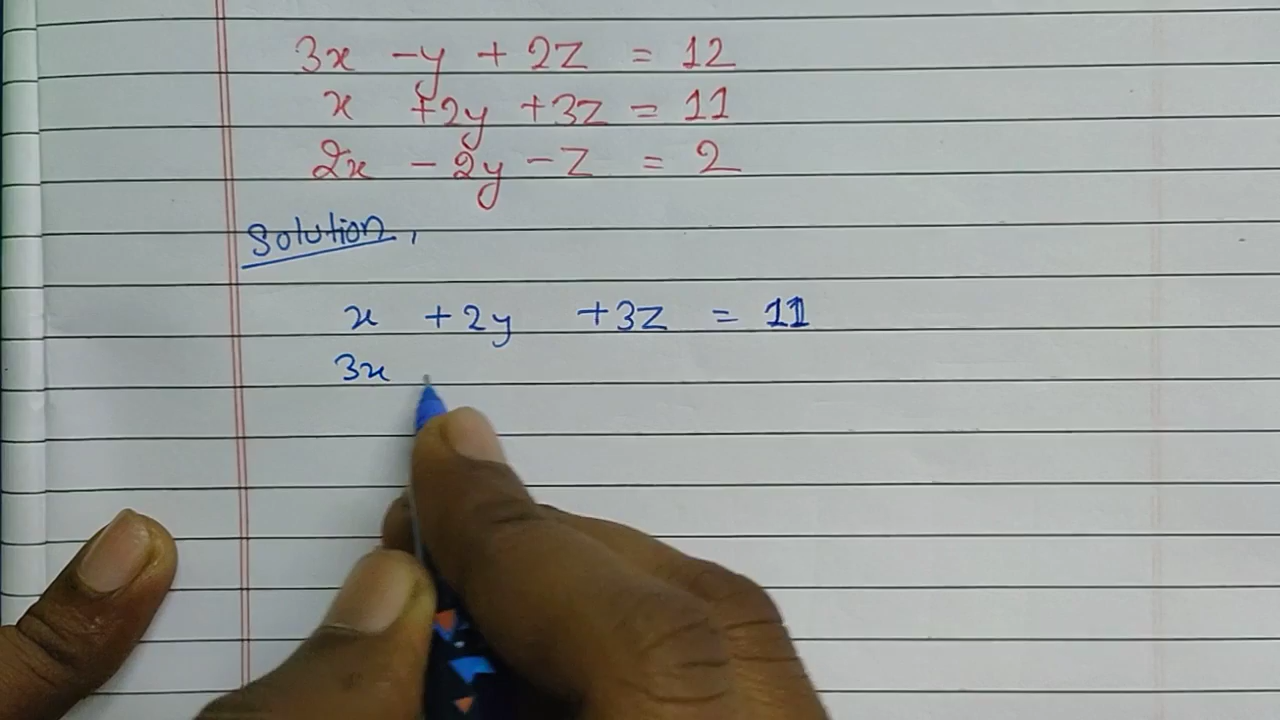 3x - y + 2z = 12
x + 2y + 3z = 11
2x - 2y - z = 2
Solution,
x + 2y + 3z = 11
3x